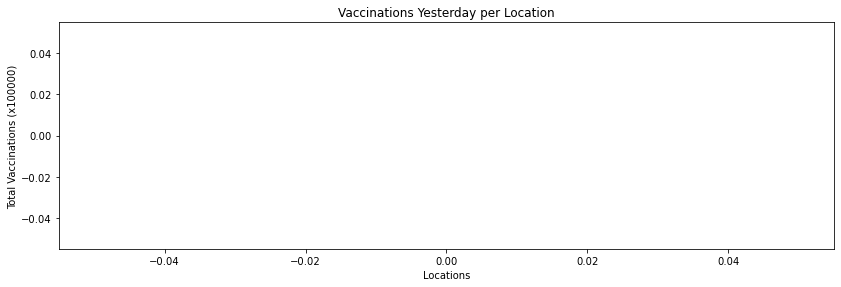 Vaccinations Yesterday per Location
Total Vaccinations (x100000)
0.04
0.02
0.00
−0.02
−0.04
−0.04 −0.02 0.00 0.02 0.04
Locations